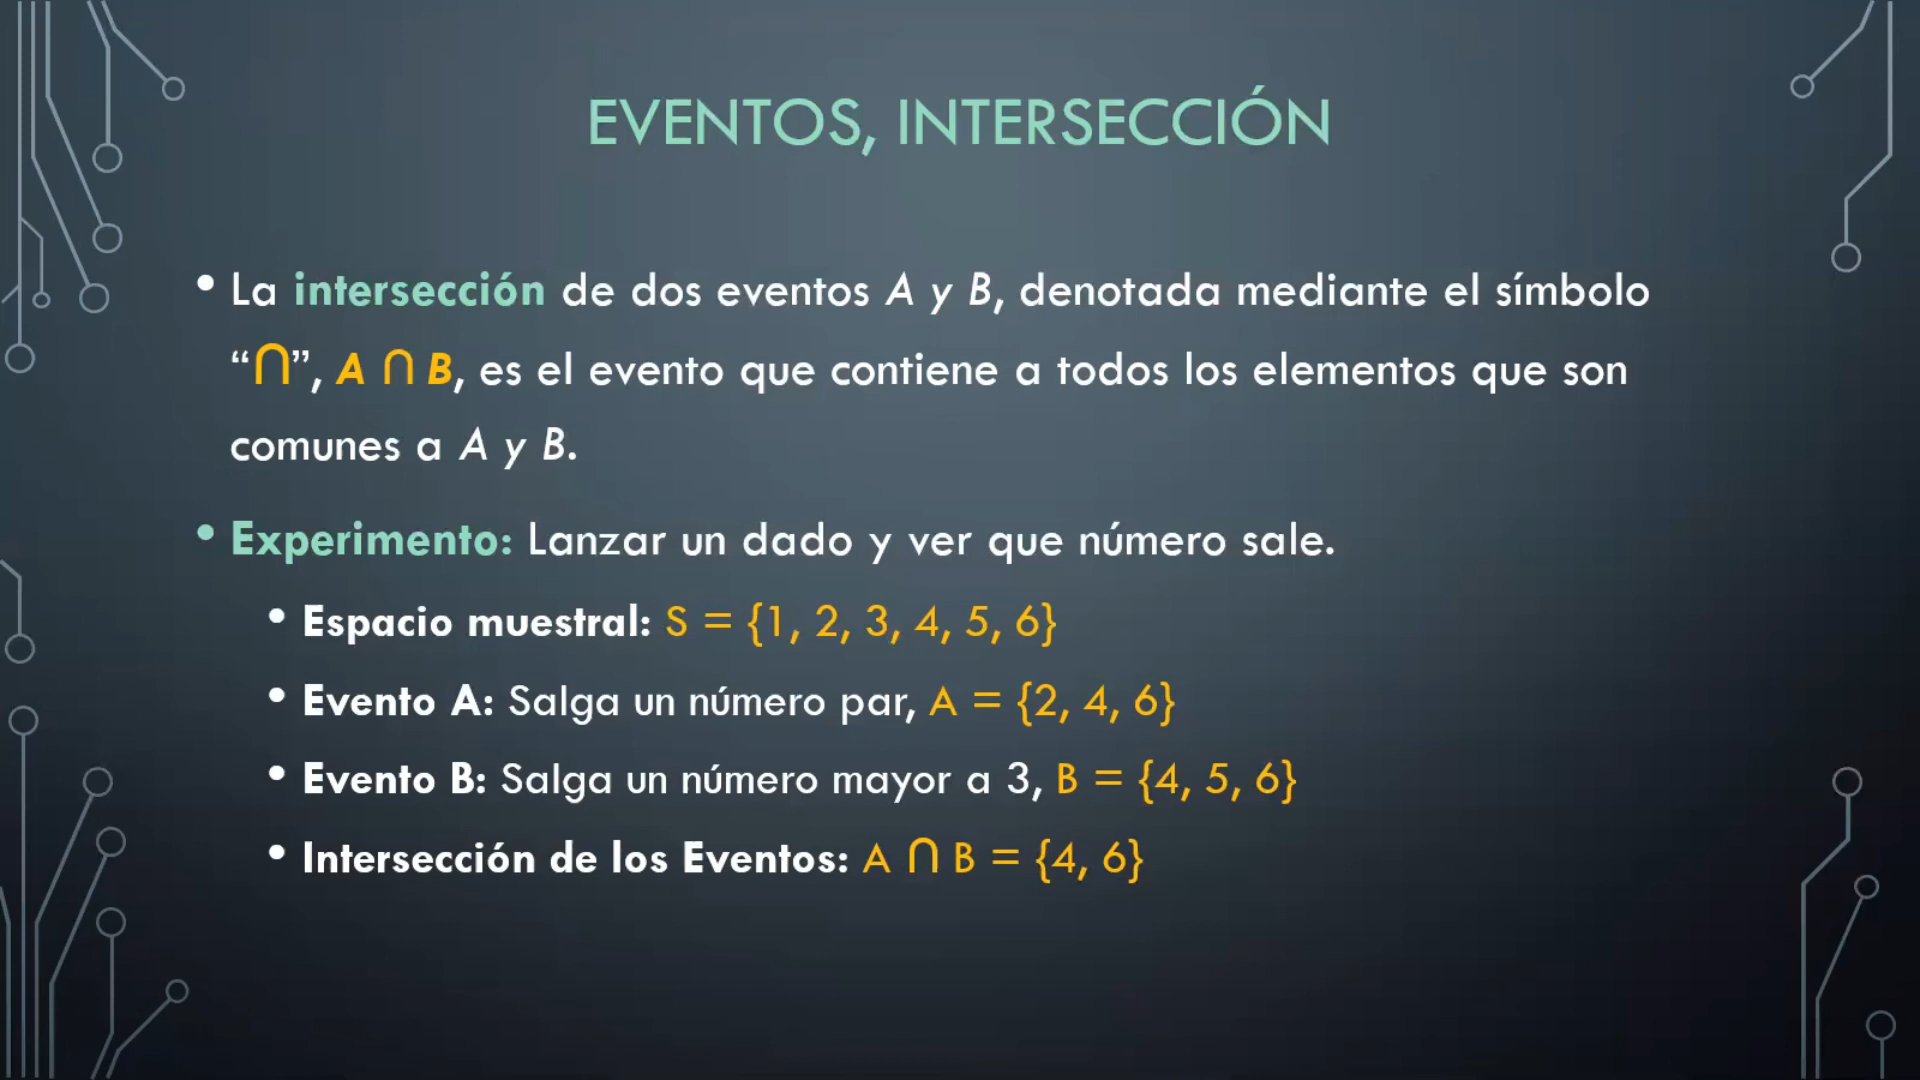 EVENTOS, INTERSECCIÓN
• La intersección de dos eventos A y B, denotada mediante el símbolo
“⋂”, A ⋂ B, es el evento que contiene a todos los elementos que son
comunes a A y B.
• Experimento: Lanzar un dado y ver que número sale.
• Espacio muestral: S = {1, 2, 3, 4, 5, 6}
• Evento A: Salga un número par, A = {2, 4, 6}
• Evento B: Salga un número mayor a 3, B = {4, 5, 6}
• Intersección de los Eventos: A ⋂ B = {4, 6}